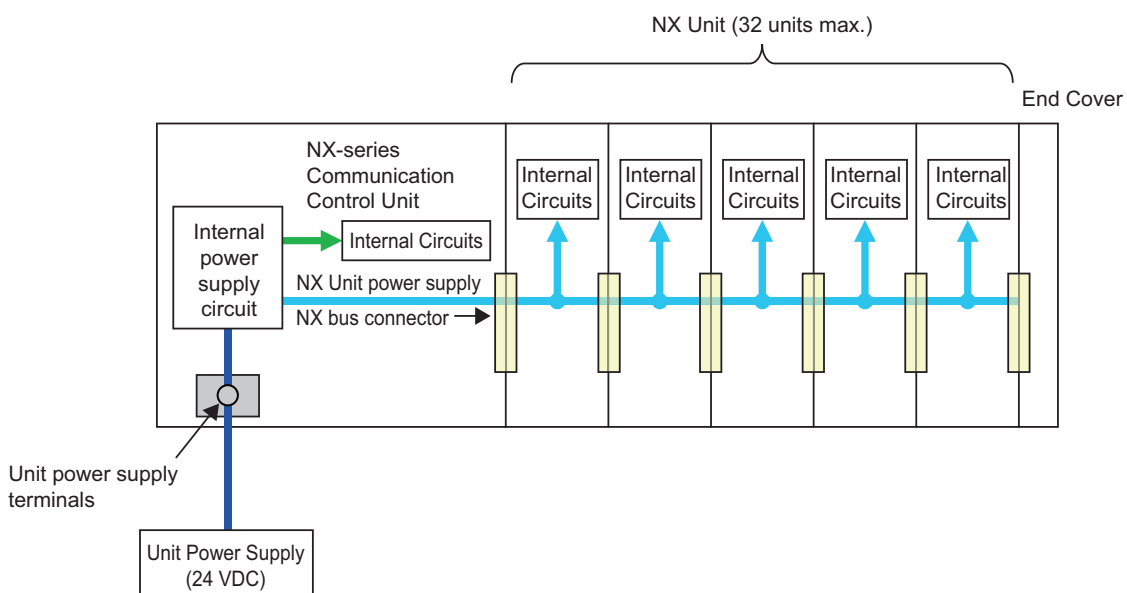 NX Unit (32 units max.)
End Cover
NX-series
Communication
Control Unit
Internal
Circuits
Internal
Circuits
Internal
Circuits
Internal
Circuits
Internal
Circuits
Internal
power
supply
circuit
Internal Circuits
NX Unit power supply
NX bus connector
Unit power supply
terminals
Unit Power Supply
(24 VDC)